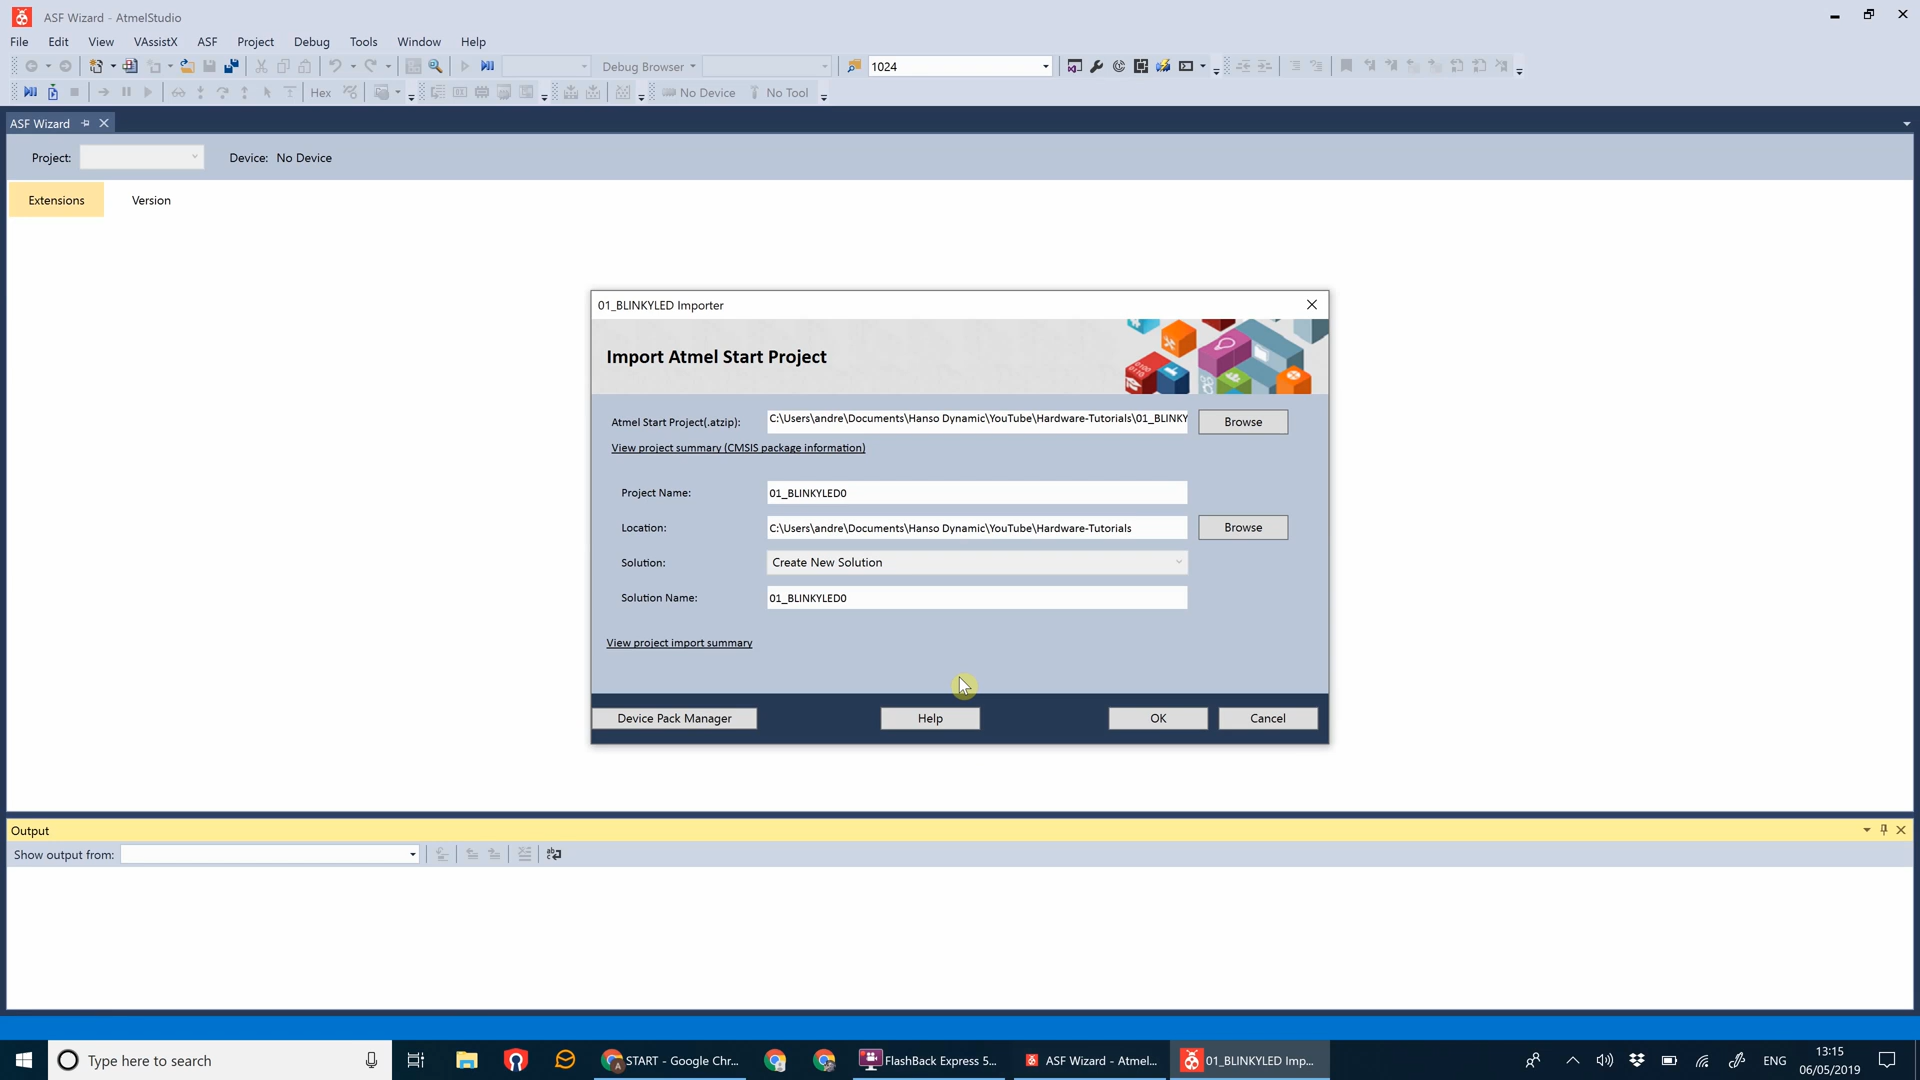 ASF Wizard - AtmelStudio
File Edit View VAssistX ASF Project Debug Tools Window Help
Debug Browser 1024
Hex No Device No Tool
ASF Wizard
Project: Device: No Device
Extensions Version
01_BLINKYLED Importer
Import Atmel Start Project
Atmel Start Project(.atzip): C:\Users\andre\Documents\Hanso Dynamic\YouTube\Hardware-Tutorials\01_BLINKY Browse
View project summary (CMSIS package information)
Project Name: 01_BLINKYLED0
Location: C:\Users\andre\Documents\Hanso Dynamic\YouTube\Hardware-Tutorials Browse
Solution: Create New Solution
Solution Name: 01_BLINKYLED0
View project import summary
Device Pack Manager Help OK Cancel
Output
Show output from:
Type here to search START - Google Chr... FlashBack Express 5... ASF Wizard - Atmel... 01_BLINKYLED Imp... ENG 13:15
06/05/2019